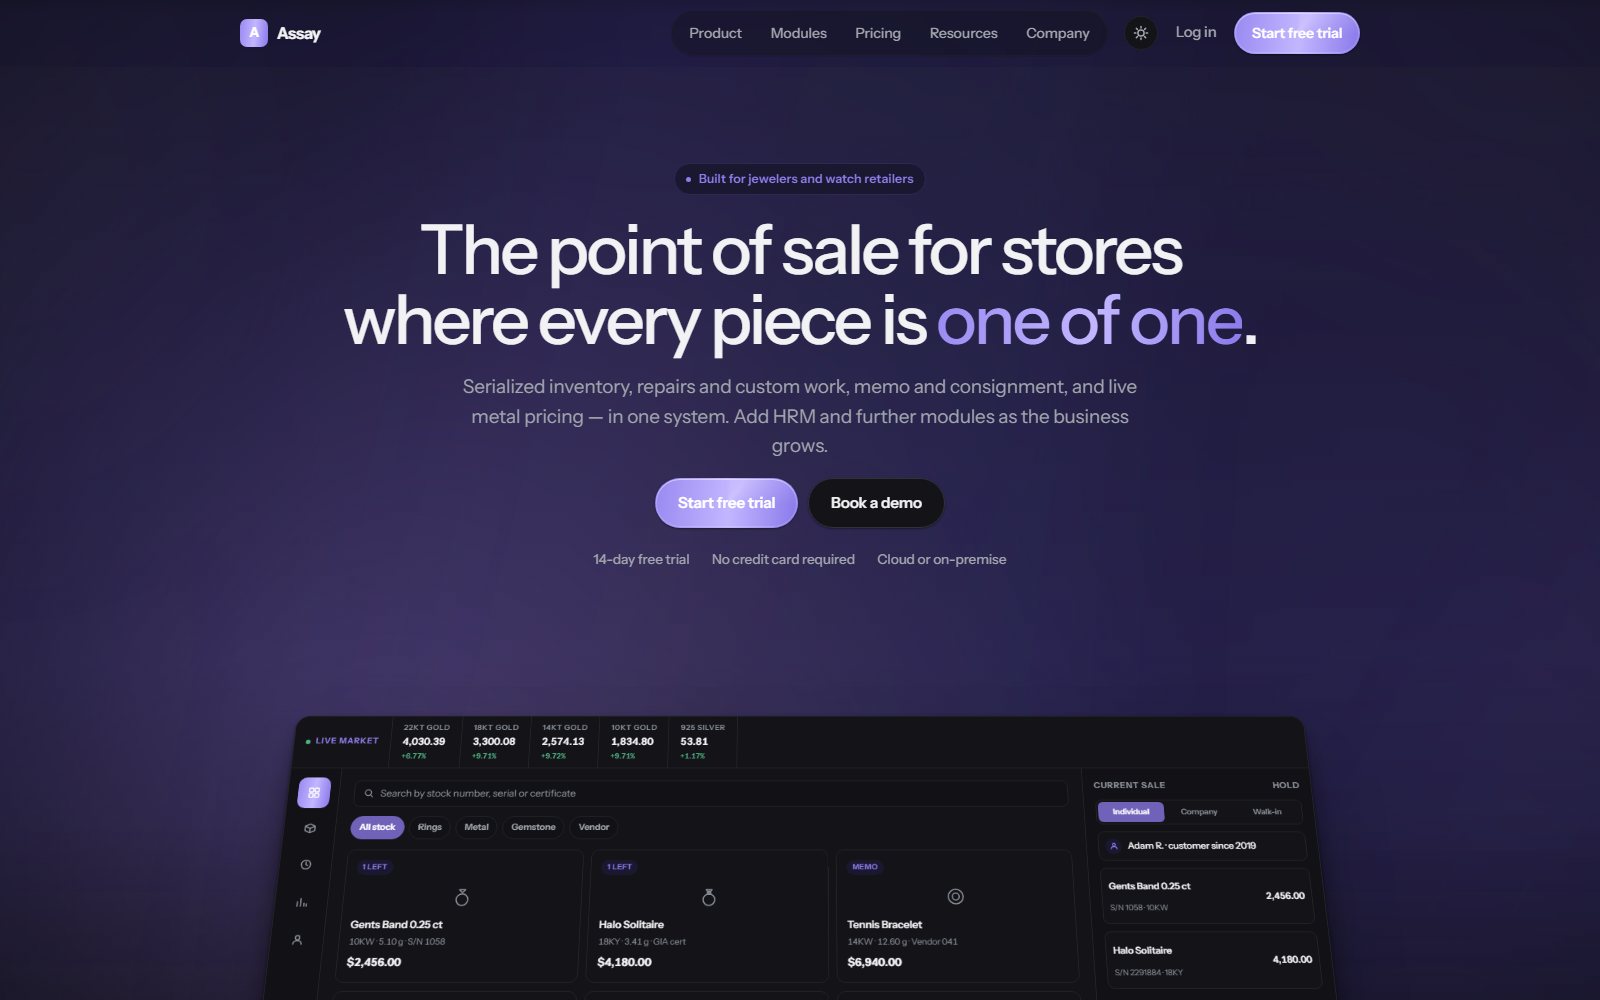 A Assay
Product Modules Pricing Resources Company Log in Start free trial
Built for jewelers and watch retailers
The point of sale for stores
where every piece is one of one.
Serialized inventory, repairs and custom work, memo and consignment, and live
metal pricing — in one system. Add HRM and further modules as the business
grows.
Start free trial Book a demo
14-day free trial No credit card required Cloud or on-premise
LIVE MARKET
22KT GOLD 18KT GOLD 14KT GOLD 10KT GOLD 925 SILVER
4,030.39 3,300.08 2,574.13 1,834.80 53.81
+6.77% +9.71% +9.72% +9.71% +1.17%
Search by stock number, serial or certificate
All stock Rings Metal Gemstone Vendor
1 LEFT
Gents Band 0.25 ct
10KW · 5.10 g · S/N 1058
$2,456.00
1 LEFT
Halo Solitaire
18KY · 3.41 g · GIA cert
$4,180.00
MEMO
Tennis Bracelet
14KW · 12.60 g · Vendor 041
$6,940.00
CURRENT SALE HOLD
Individual Company Walk-in
Adam R. · customer since 2019
Gents Band 0.25 ct
S/N 1058 · 10KW
2,456.00
Halo Solitaire
S/N 2291884 · 18KY
4,180.00